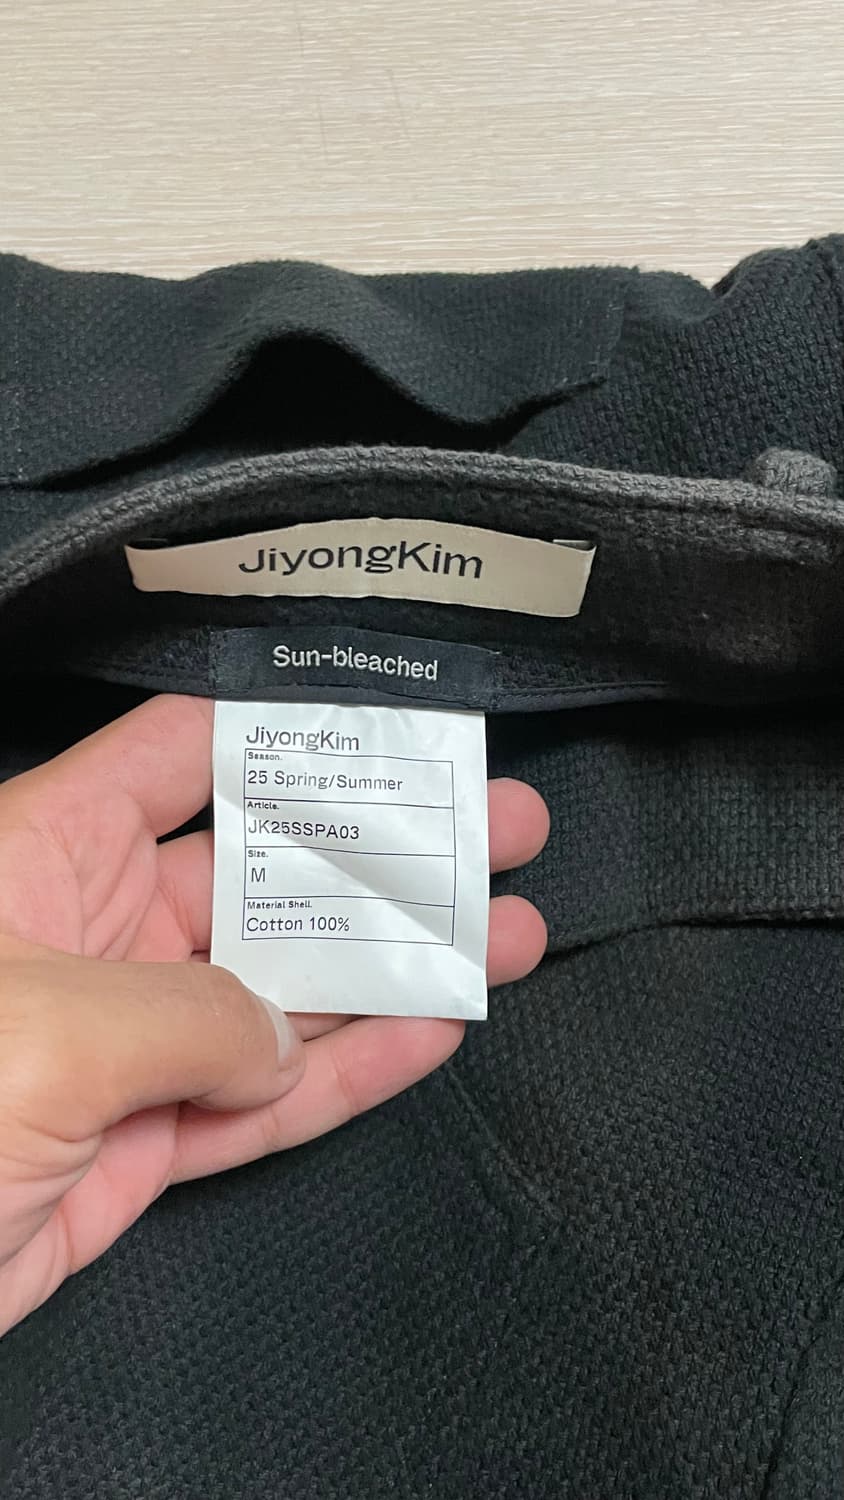 JiyongKim
Sun-bleached
JiyongKim
Season.
25 Spring/Summer
Article.
JK25SSPA03
Size.
M
Material Shell.
Cotton 100%